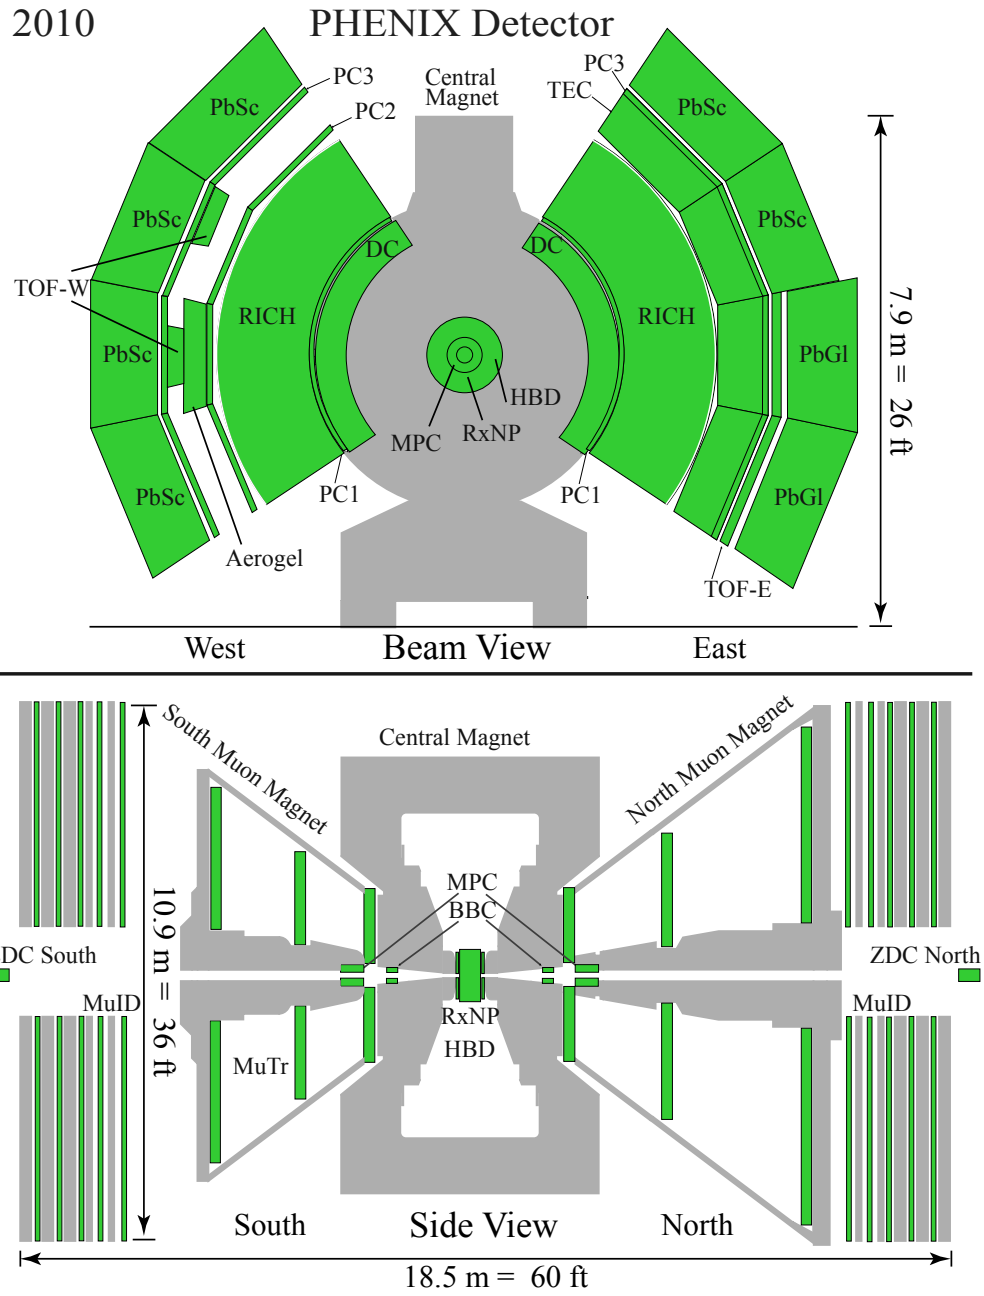 2010
PHENIX Detector
Central
Magnet
PC3
PC2
PC3
TEC
PbSc
PbSc
PbSc
PbSc
TOF-W
RICH
DC
DC
RICH
PbSc
PbSc
PbGl
PbGl
HBD
RxNP
MPC
PC1
PC1
Aerogel
TOF-E
7.9 m = 26 ft
West
Beam View
East
South Muon Magnet
Central Magnet
North Muon Magnet
MPC
BBC
DC South
ZDC North
MuID
MuID
RxNP
HBD
MuTr
10.9 m = 36 ft
South
Side View
North
18.5 m = 60 ft